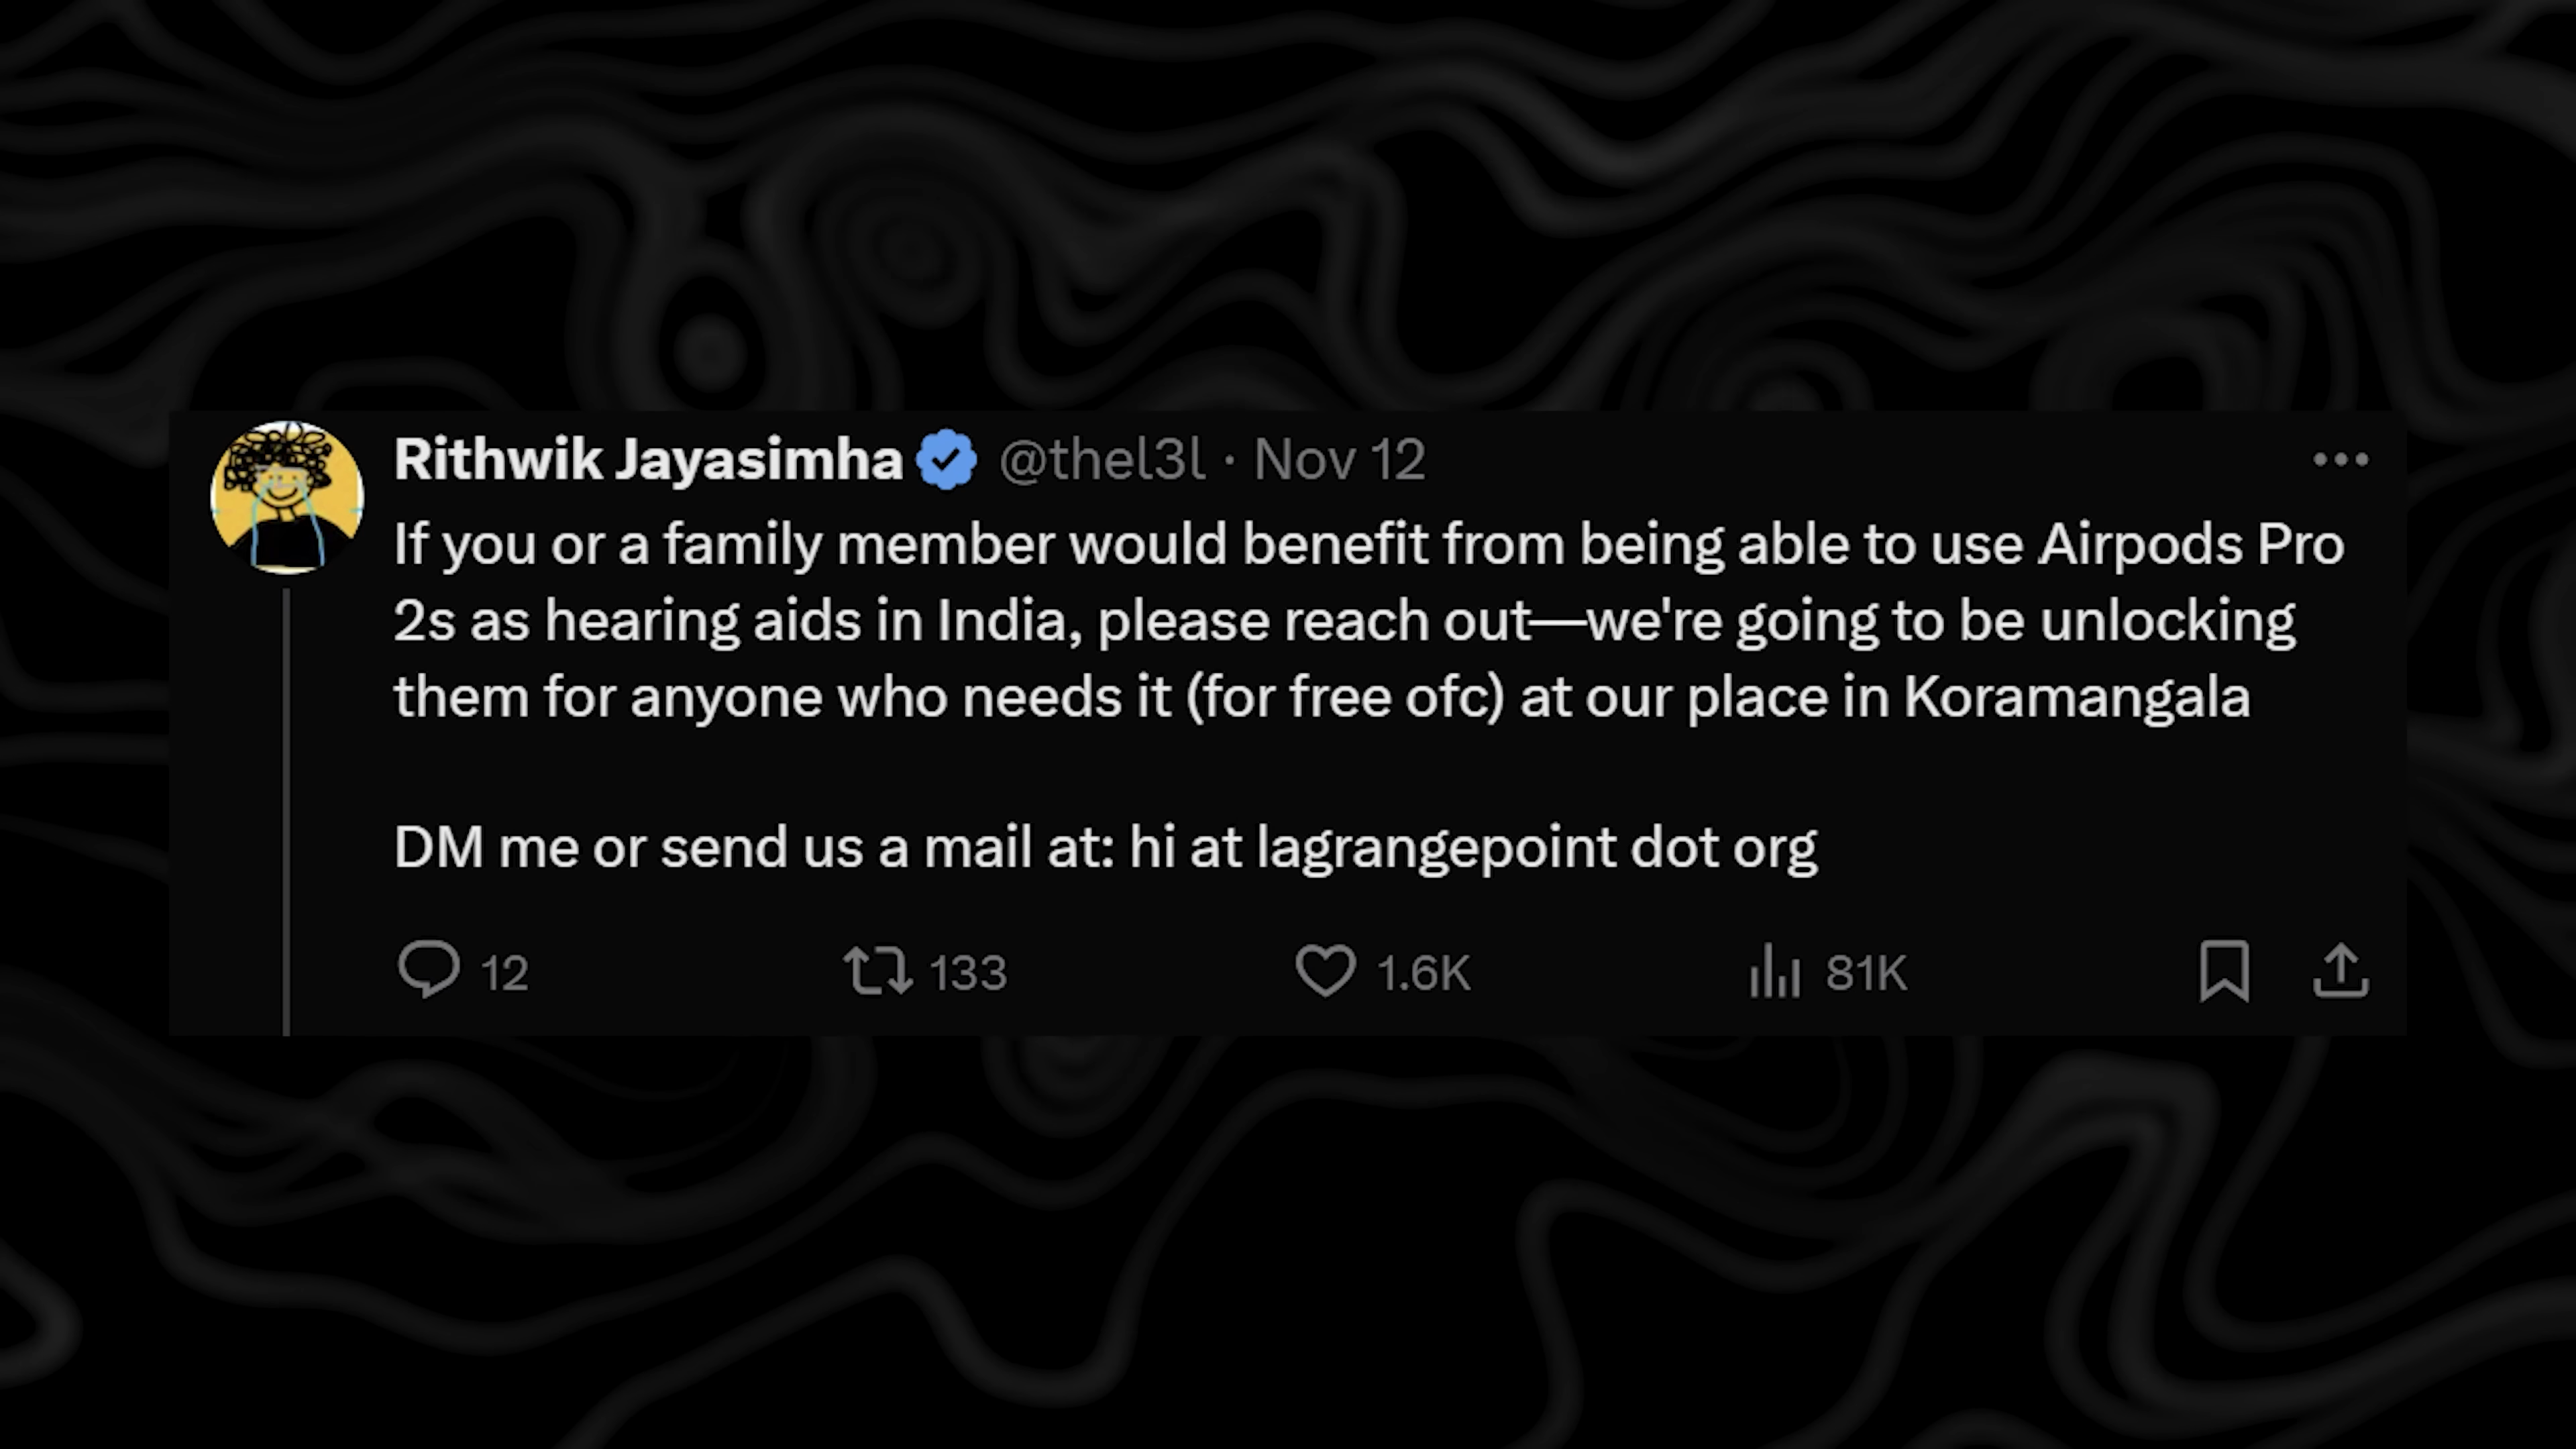 Rithwik Jayasimha @thel3l · Nov 12
If you or a family member would benefit from being able to use Airpods Pro
2s as hearing aids in India, please reach out—we're going to be unlocking
them for anyone who needs it (for free ofc) at our place in Koramangala
DM me or send us a mail at: hi at lagrangepoint dot org
12 133 1.6K 81K